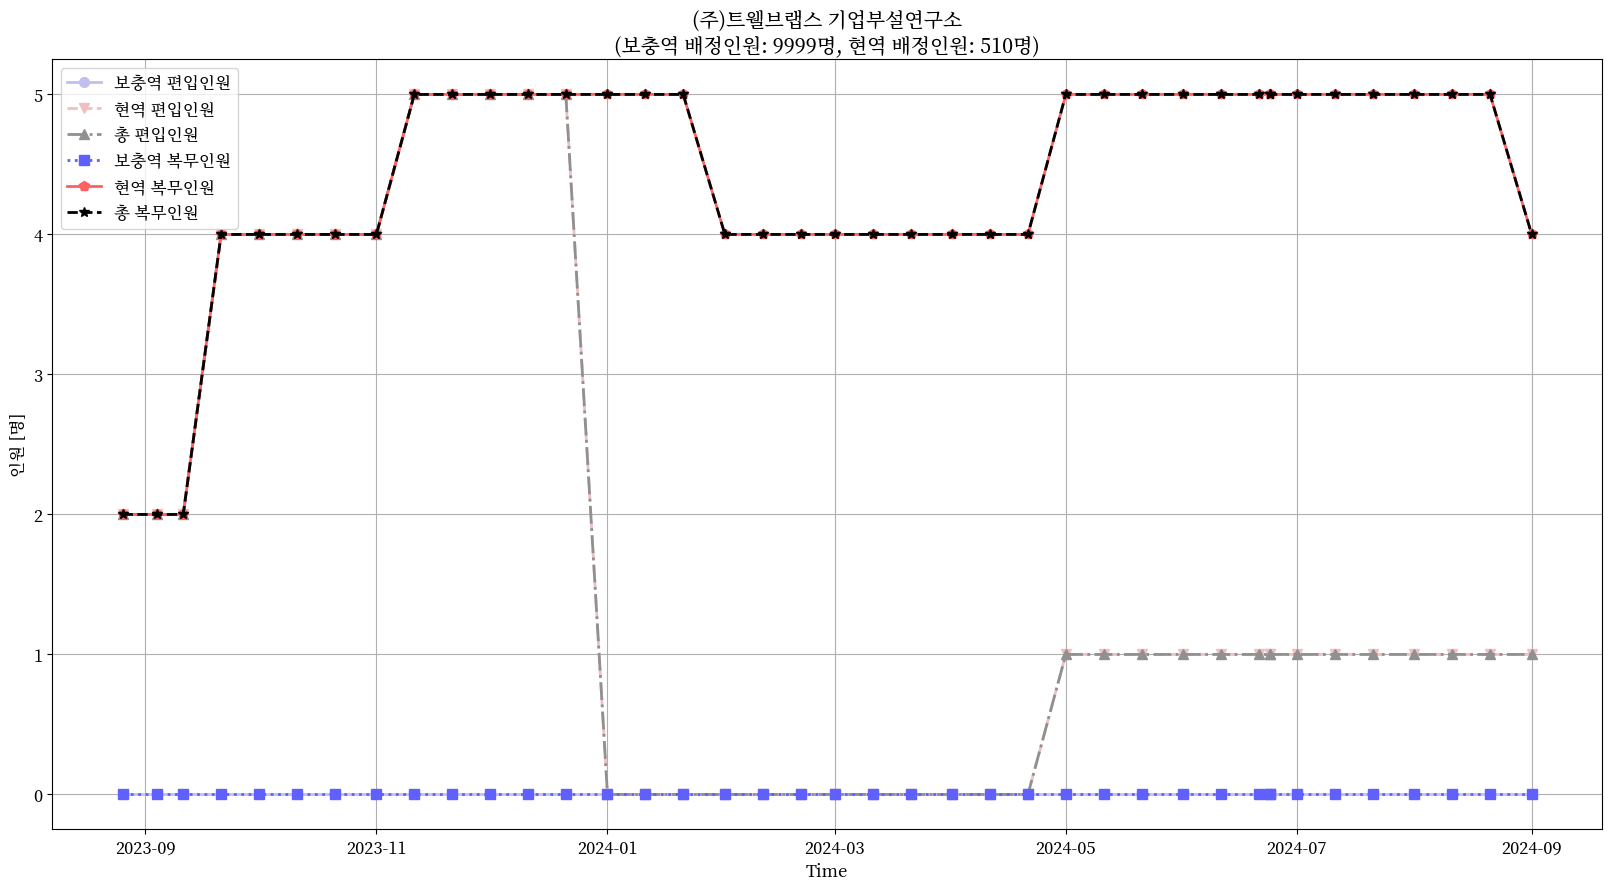 (주)트웰브랩스 기업부설연구소
(보충역 배정인원: 9999명, 현역 배정인원: 510명)
보충역 편입인원
현역 편입인원
총 편입인원
보충역 복무인원
현역 복무인원
총 복무인원
5
4
3
2
1
0
인원 [명]
2023-09
2023-11
2024-01
2024-03
2024-05
2024-07
2024-09
Time